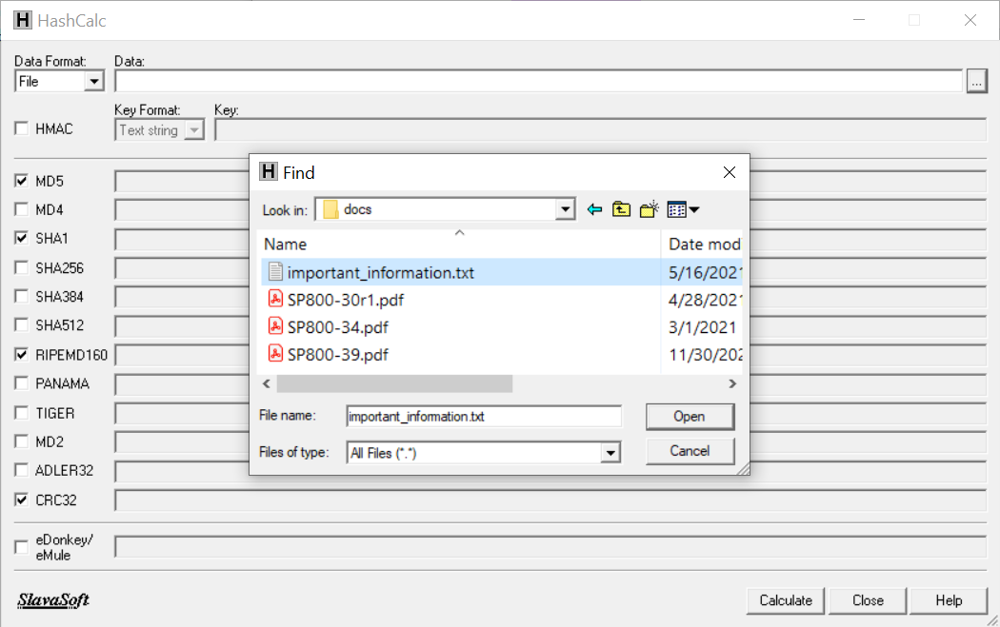 H HashCalc
Data Format: Data:
File ...
Key Format: Key:
HMAC Text string
H Find
MD5
Look in: docs
MD4
Name Date mod
SHA1
important_information.txt 5/16/2021
SHA256
SP800-30r1.pdf 4/28/2021
SHA384
SP800-34.pdf 3/1/2021
SHA512
SP800-39.pdf 11/30/202
RIPEMD160
PANAMA
File name: important_information.txt Open
TIGER
Files of type: All Files (*.*) Cancel
MD2
ADLER32
CRC32
eDonkey/
eMule
SlavaSoft Calculate Close Help